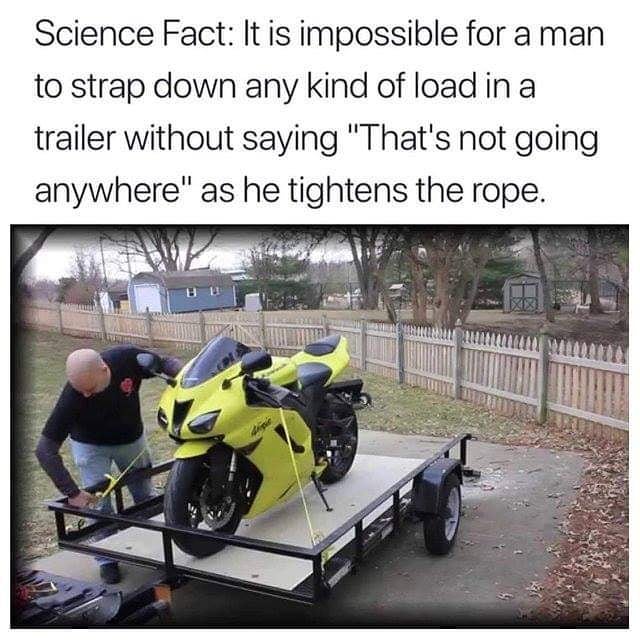 Science Fact: It is impossible for a man
to strap down any kind of load in a
trailer without saying "That's not going
anywhere" as he tightens the rope.
Ninja